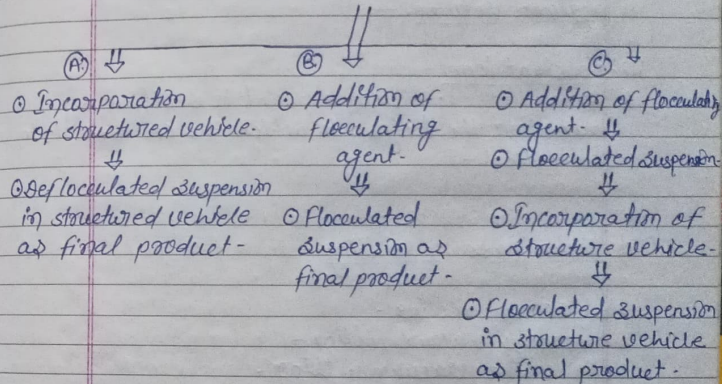 A.
⊙ Incorporation
of structured vehicle.
⊙ Deflocculated suspension
in structured vehicle
as final product -
B.
⊙ Addition of
flocculating
agent -
⊙ Flocculated
suspension as
final product -
C.
⊙ Addition of flocculating
agent.
⊙ Flocculated suspension.
⊙ Incorporation of
structure vehicle -
⊙ Flocculated suspension
in structure vehicle
as final product .